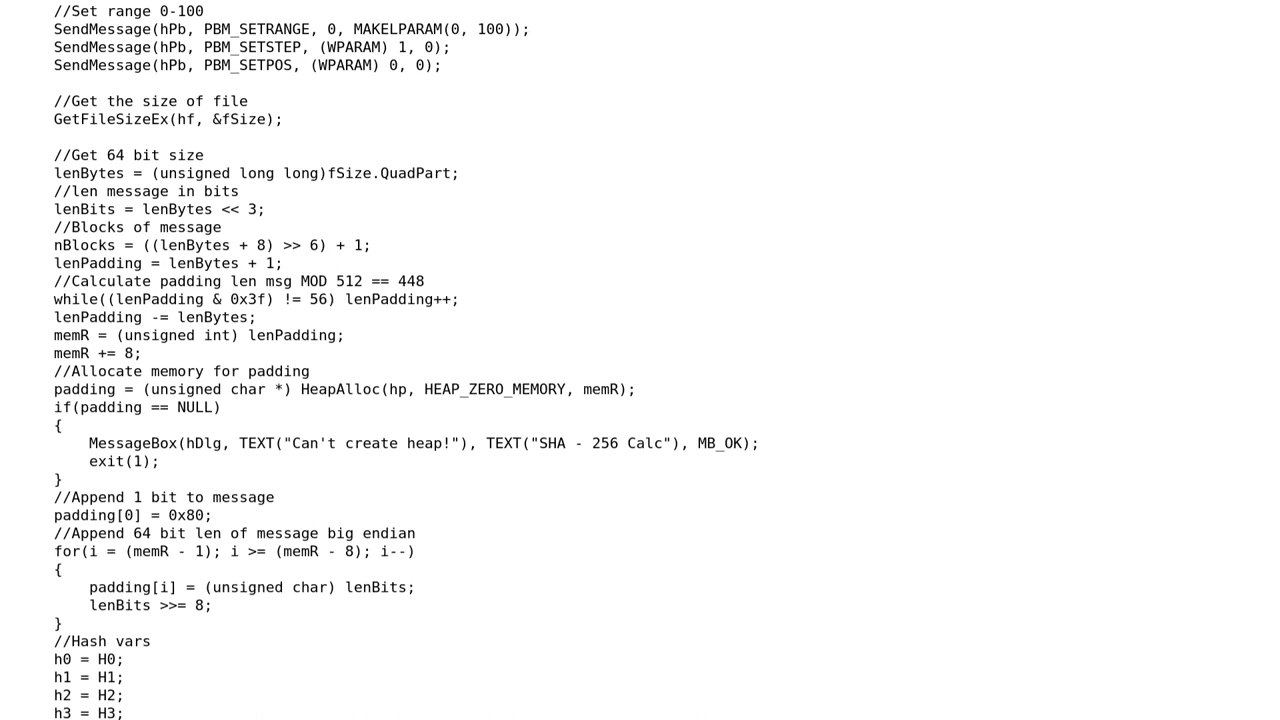 //Set range 0-100
SendMessage(hPb, PBM_SETRANGE, 0, MAKELPARAM(0, 100));
SendMessage(hPb, PBM_SETSTEP, (WPARAM) 1, 0);
SendMessage(hPb, PBM_SETPOS, (WPARAM) 0, 0);
//Get the size of file
GetFileSizeEx(hf, &fSize);
//Get 64 bit size
lenBytes = (unsigned long long)fSize.QuadPart;
//len message in bits
lenBits = lenBytes << 3;
//Blocks of message
nBlocks = ((lenBytes + 8) >> 6) + 1;
lenPadding = lenBytes + 1;
//Calculate padding len msg MOD 512 == 448
while((lenPadding & 0x3f) != 56) lenPadding++;
lenPadding -= lenBytes;
memR = (unsigned int) lenPadding;
memR += 8;
//Allocate memory for padding
padding = (unsigned char *) HeapAlloc(hp, HEAP_ZERO_MEMORY, memR);
if(padding == NULL)
{
    MessageBox(hDlg, TEXT("Can't create heap!"), TEXT("SHA - 256 Calc"), MB_OK);
    exit(1);
}
//Append 1 bit to message
padding[0] = 0x80;
//Append 64 bit len of message big endian
for(i = (memR - 1); i >= (memR - 8); i--)
{
    padding[i] = (unsigned char) lenBits;
    lenBits >>= 8;
}
//Hash vars
h0 = H0;
h1 = H1;
h2 = H2;
h3 = H3;